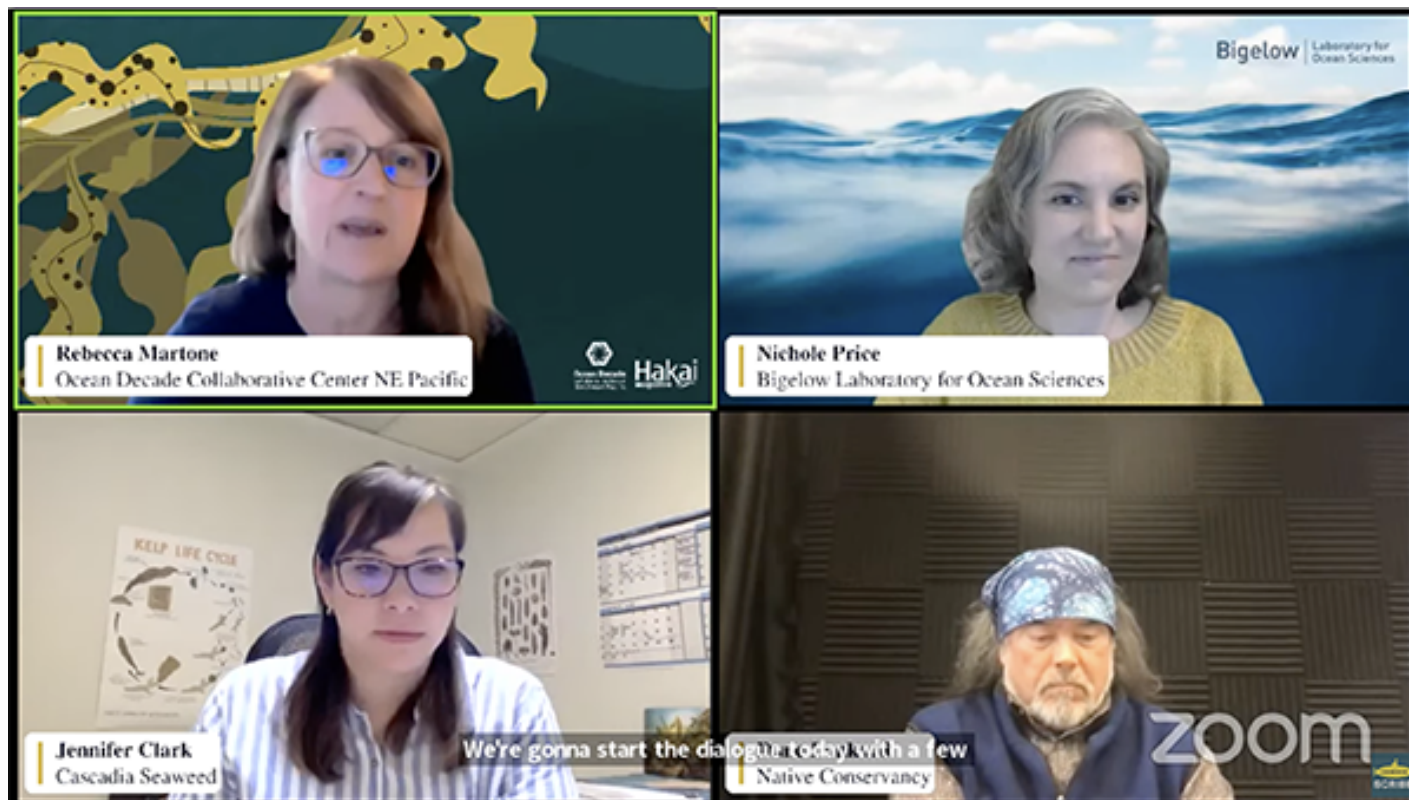 Bigelow
Laboratory for
Ocean Sciences
Rebecca Martone
Ocean Decade Collaborative Center NE Pacific
Ocean Decade
Hakai
Nichole Price
Bigelow Laboratory for Ocean Sciences
KELP LIFE CYCLE
Jennifer Clark
Cascadia Seaweed
We're gonna start the dialogue today with a few
Native Conservancy
zoom